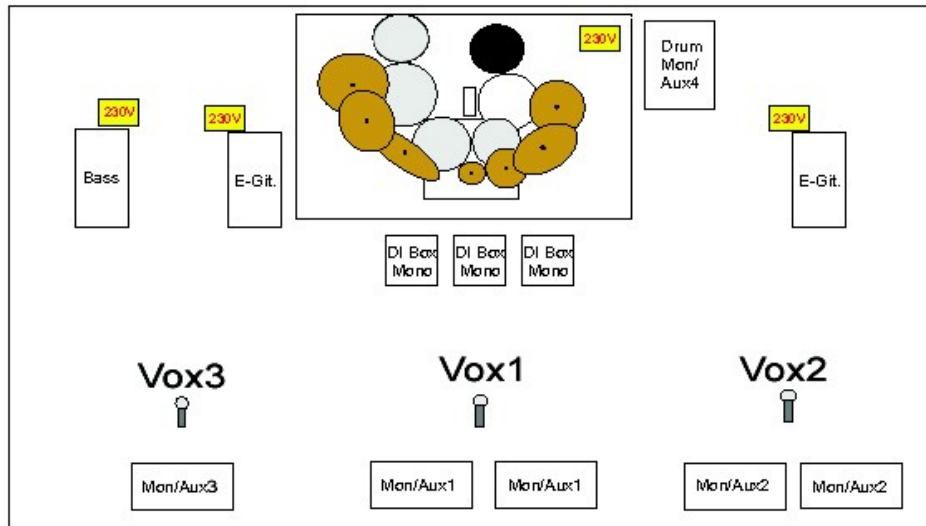 230V
Drum
Mon/
Aux4
230V
230V
230V
Bass
E-Git.
E-Git.
DI Box
Mono
DI Box
Mono
DI Box
Mono
Vox3
Vox1
Vox2
Mon/Aux3
Mon/Aux1
Mon/Aux1
Mon/Aux2
Mon/Aux2